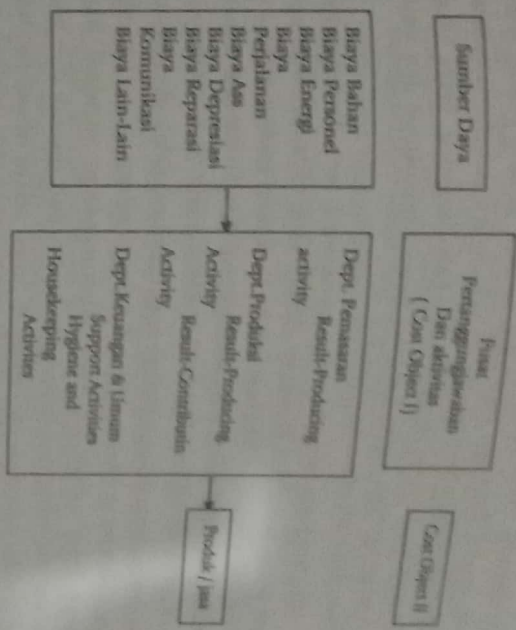 Sumber Daya
Pusat
Pertanggungjawaban
Dan aktivitas
( Cost Object I)
Cost Object II
Biaya Bahan
Biaya Personel
Biaya Energi
Biaya
Perjalanan
Biaya Ass
Biaya Depresiasi
Biaya Reparasi
Biaya
Komunikasi
Biaya Lain-Lain
Dept. Pemasaran
Result-Producing
activity
Dept.Produksi
Result-Producing
Activity
Result-Contributin
Activity
Dept.Keuangan & Umum
Support Activities
Hygiene and
Housekeeping
Activites
Produk / jasa